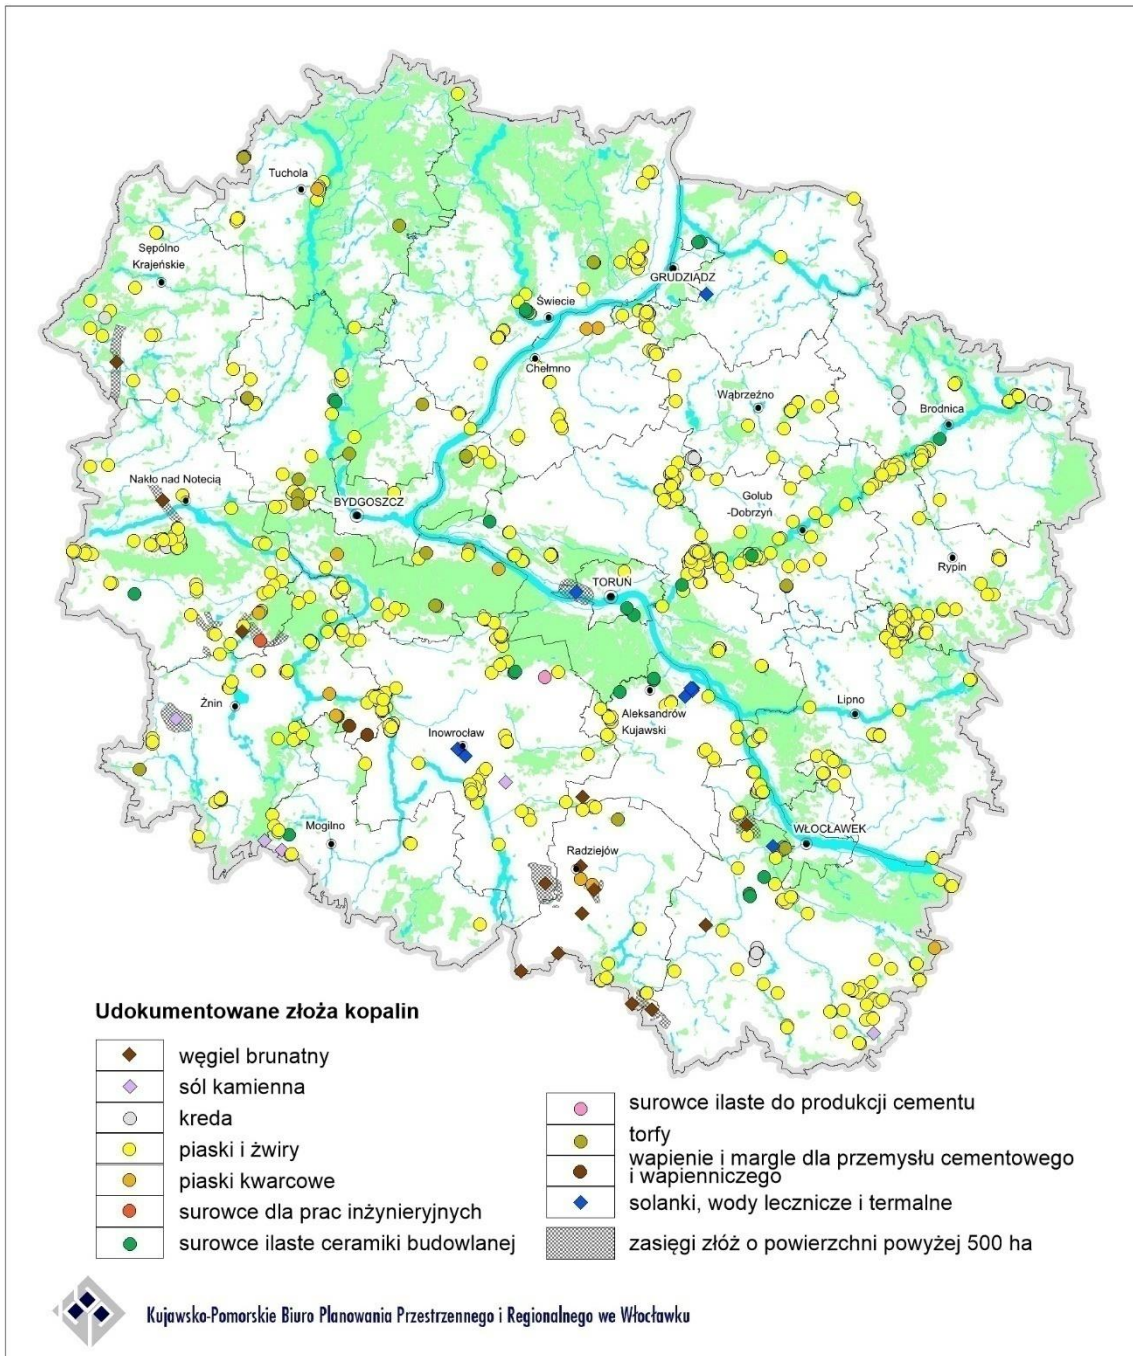 Tuchola
Sępólno
Krajeńskie
GRUDZIĄDZ
Świecie
Chełmno
Wąbrzeźno
Brodnica
Nakło nad Notecią
BYDGOSZCZ
Golub
-Dobrzyń
Rypin
TORUŃ
Żnin
Aleksandrów
Kujawski
Lipno
Inowrocław
Mogilno
WŁOCŁAWEK
Radziejów
Udokumentowane złoża kopalin
węgiel brunatny
sól kamienna
kreda
piaski i żwiry
piaski kwarcowe
surowce dla prac inżynieryjnych
surowce ilaste ceramiki budowlanej
surowce ilaste do produkcji cementu
torfy
wapienie i margle dla przemysłu cementowego
i wapienniczego
solanki, wody lecznicze i termalne
zasięgi złóż o powierzchni powyżej 500 ha
Kujawsko-Pomorskie Biuro Planowania Przestrzennego i Regionalnego we Włocławku